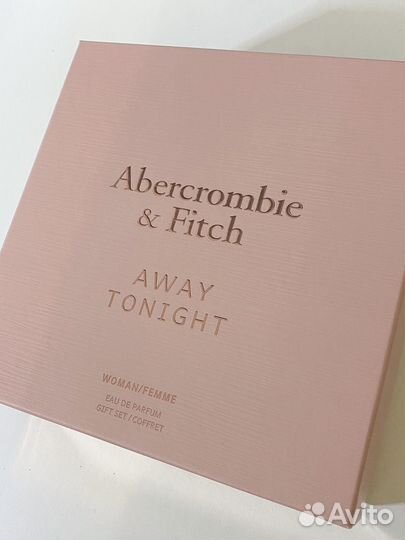 Abercrombie
& Fitch
AWAY
TONIGHT
WOMAN/FEMME
EAU DE PARFUM
GIFT SET / COFFRET
Avito